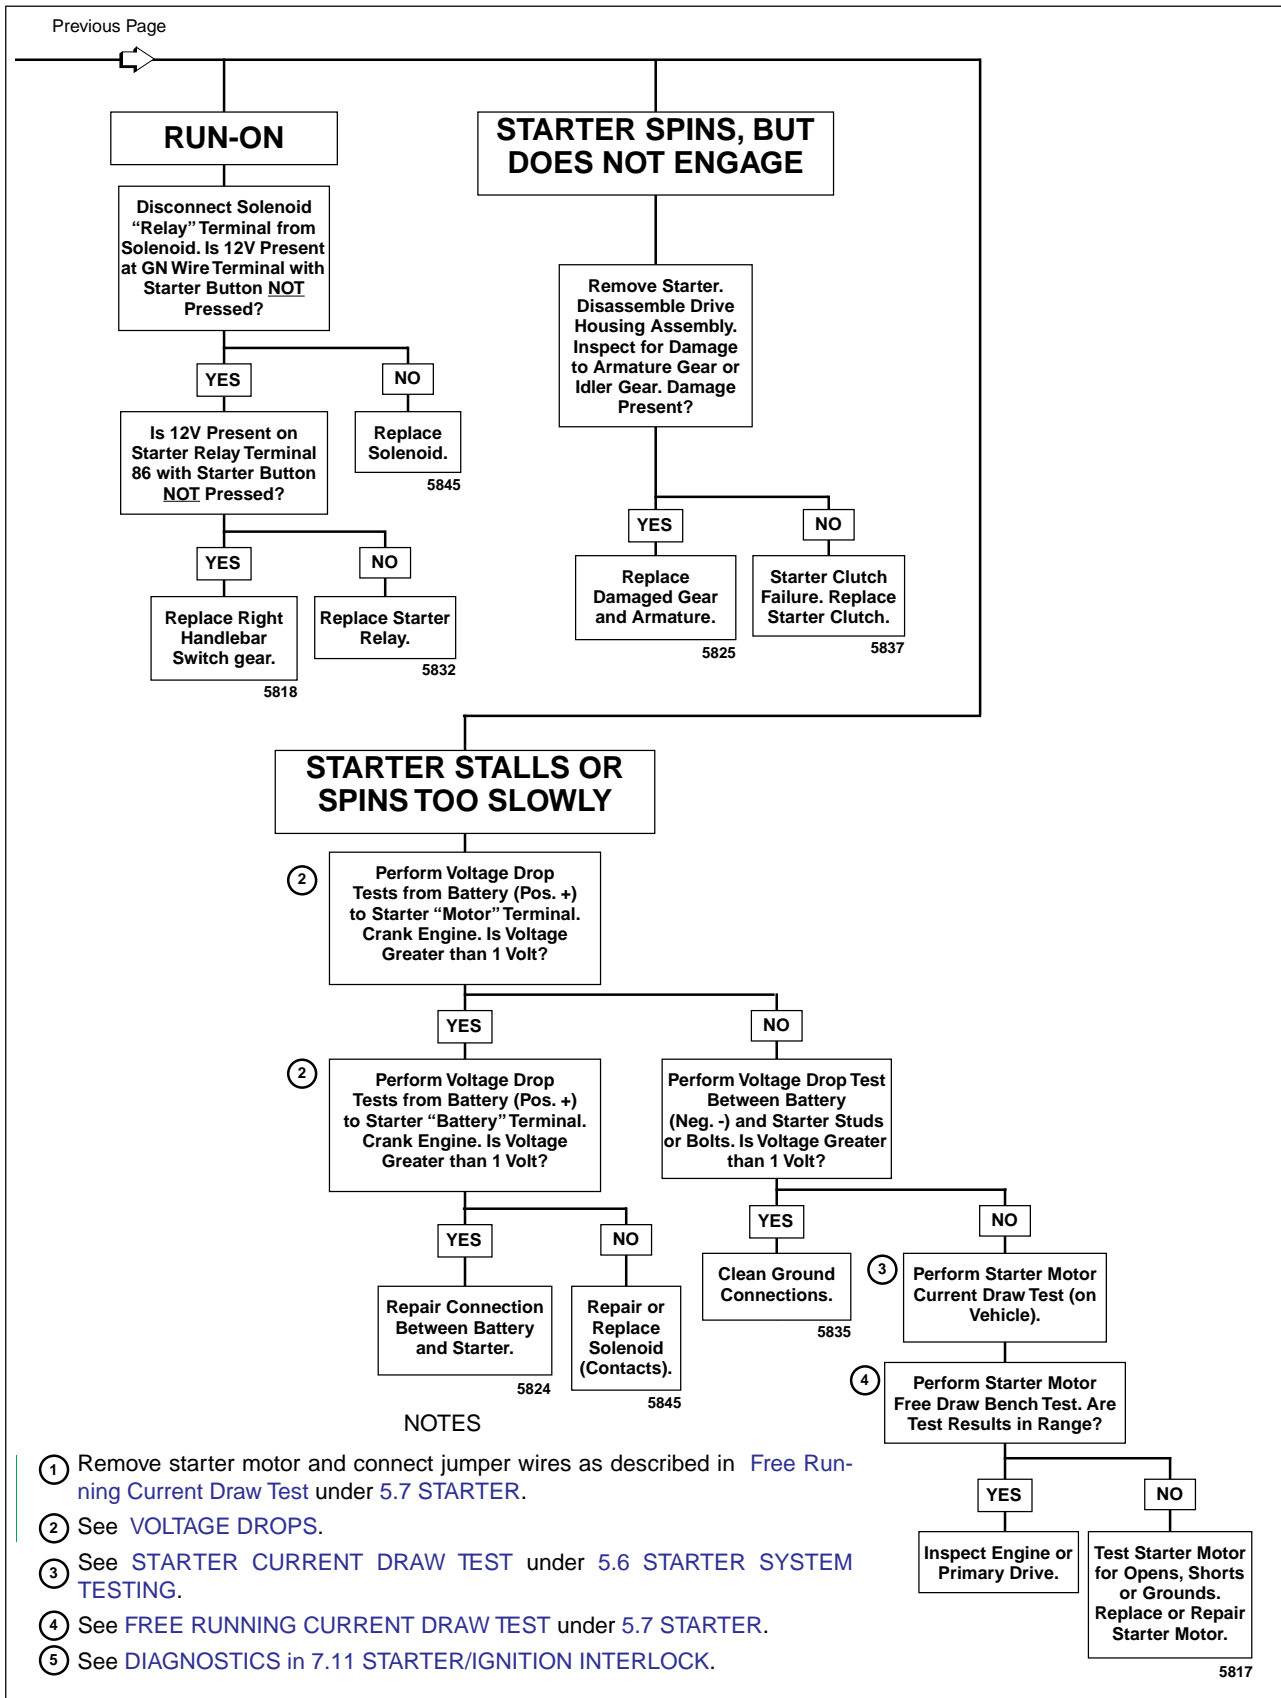 Previous Page
RUN-ON
Disconnect Solenoid
“Relay” Terminal from
Solenoid. Is 12V Present
at GN Wire Terminal with
Starter Button NOT
Pressed?
YES
NO
Is 12V Present on
Starter Relay Terminal
86 with Starter Button
NOT Pressed?
Replace
Solenoid.
5845
YES
NO
Replace Right
Handlebar
Switch gear.
5818
Replace Starter
Relay.
5832
STARTER SPINS, BUT
DOES NOT ENGAGE
Remove Starter.
Disassemble Drive
Housing Assembly.
Inspect for Damage
to Armature Gear or
Idler Gear. Damage
Present?
YES
NO
Replace
Damaged Gear
and Armature.
5825
Starter Clutch
Failure. Replace
Starter Clutch.
5837
STARTER STALLS OR
SPINS TOO SLOWLY
2
Perform Voltage Drop
Tests from Battery (Pos. +)
to Starter “Motor” Terminal.
Crank Engine. Is Voltage
Greater than 1 Volt?
YES
NO
2
Perform Voltage Drop
Tests from Battery (Pos. +)
to Starter “Battery” Terminal.
Crank Engine. Is Voltage
Greater than 1 Volt?
Perform Voltage Drop Test
Between Battery
(Neg. -) and Starter Studs
or Bolts. Is Voltage Greater
than 1 Volt?
YES
NO
YES
NO
Repair Connection
Between Battery
and Starter.
5824
Repair or
Replace
Solenoid
(Contacts).
5845
Clean Ground
Connections.
5835
3
Perform Starter Motor
Current Draw Test (on
Vehicle).
4
Perform Starter Motor
Free Draw Bench Test. Are
Test Results in Range?
YES
NO
Inspect Engine or
Primary Drive.
Test Starter Motor
for Opens, Shorts
or Grounds.
Replace or Repair
Starter Motor.
5817
NOTES
1 Remove starter motor and connect jumper wires as described in Free Run-
ning Current Draw Test under 5.7 STARTER.
2 See VOLTAGE DROPS.
3 See STARTER CURRENT DRAW TEST under 5.6 STARTER SYSTEM
TESTING.
4 See FREE RUNNING CURRENT DRAW TEST under 5.7 STARTER.
5 See DIAGNOSTICS in 7.11 STARTER/IGNITION INTERLOCK.